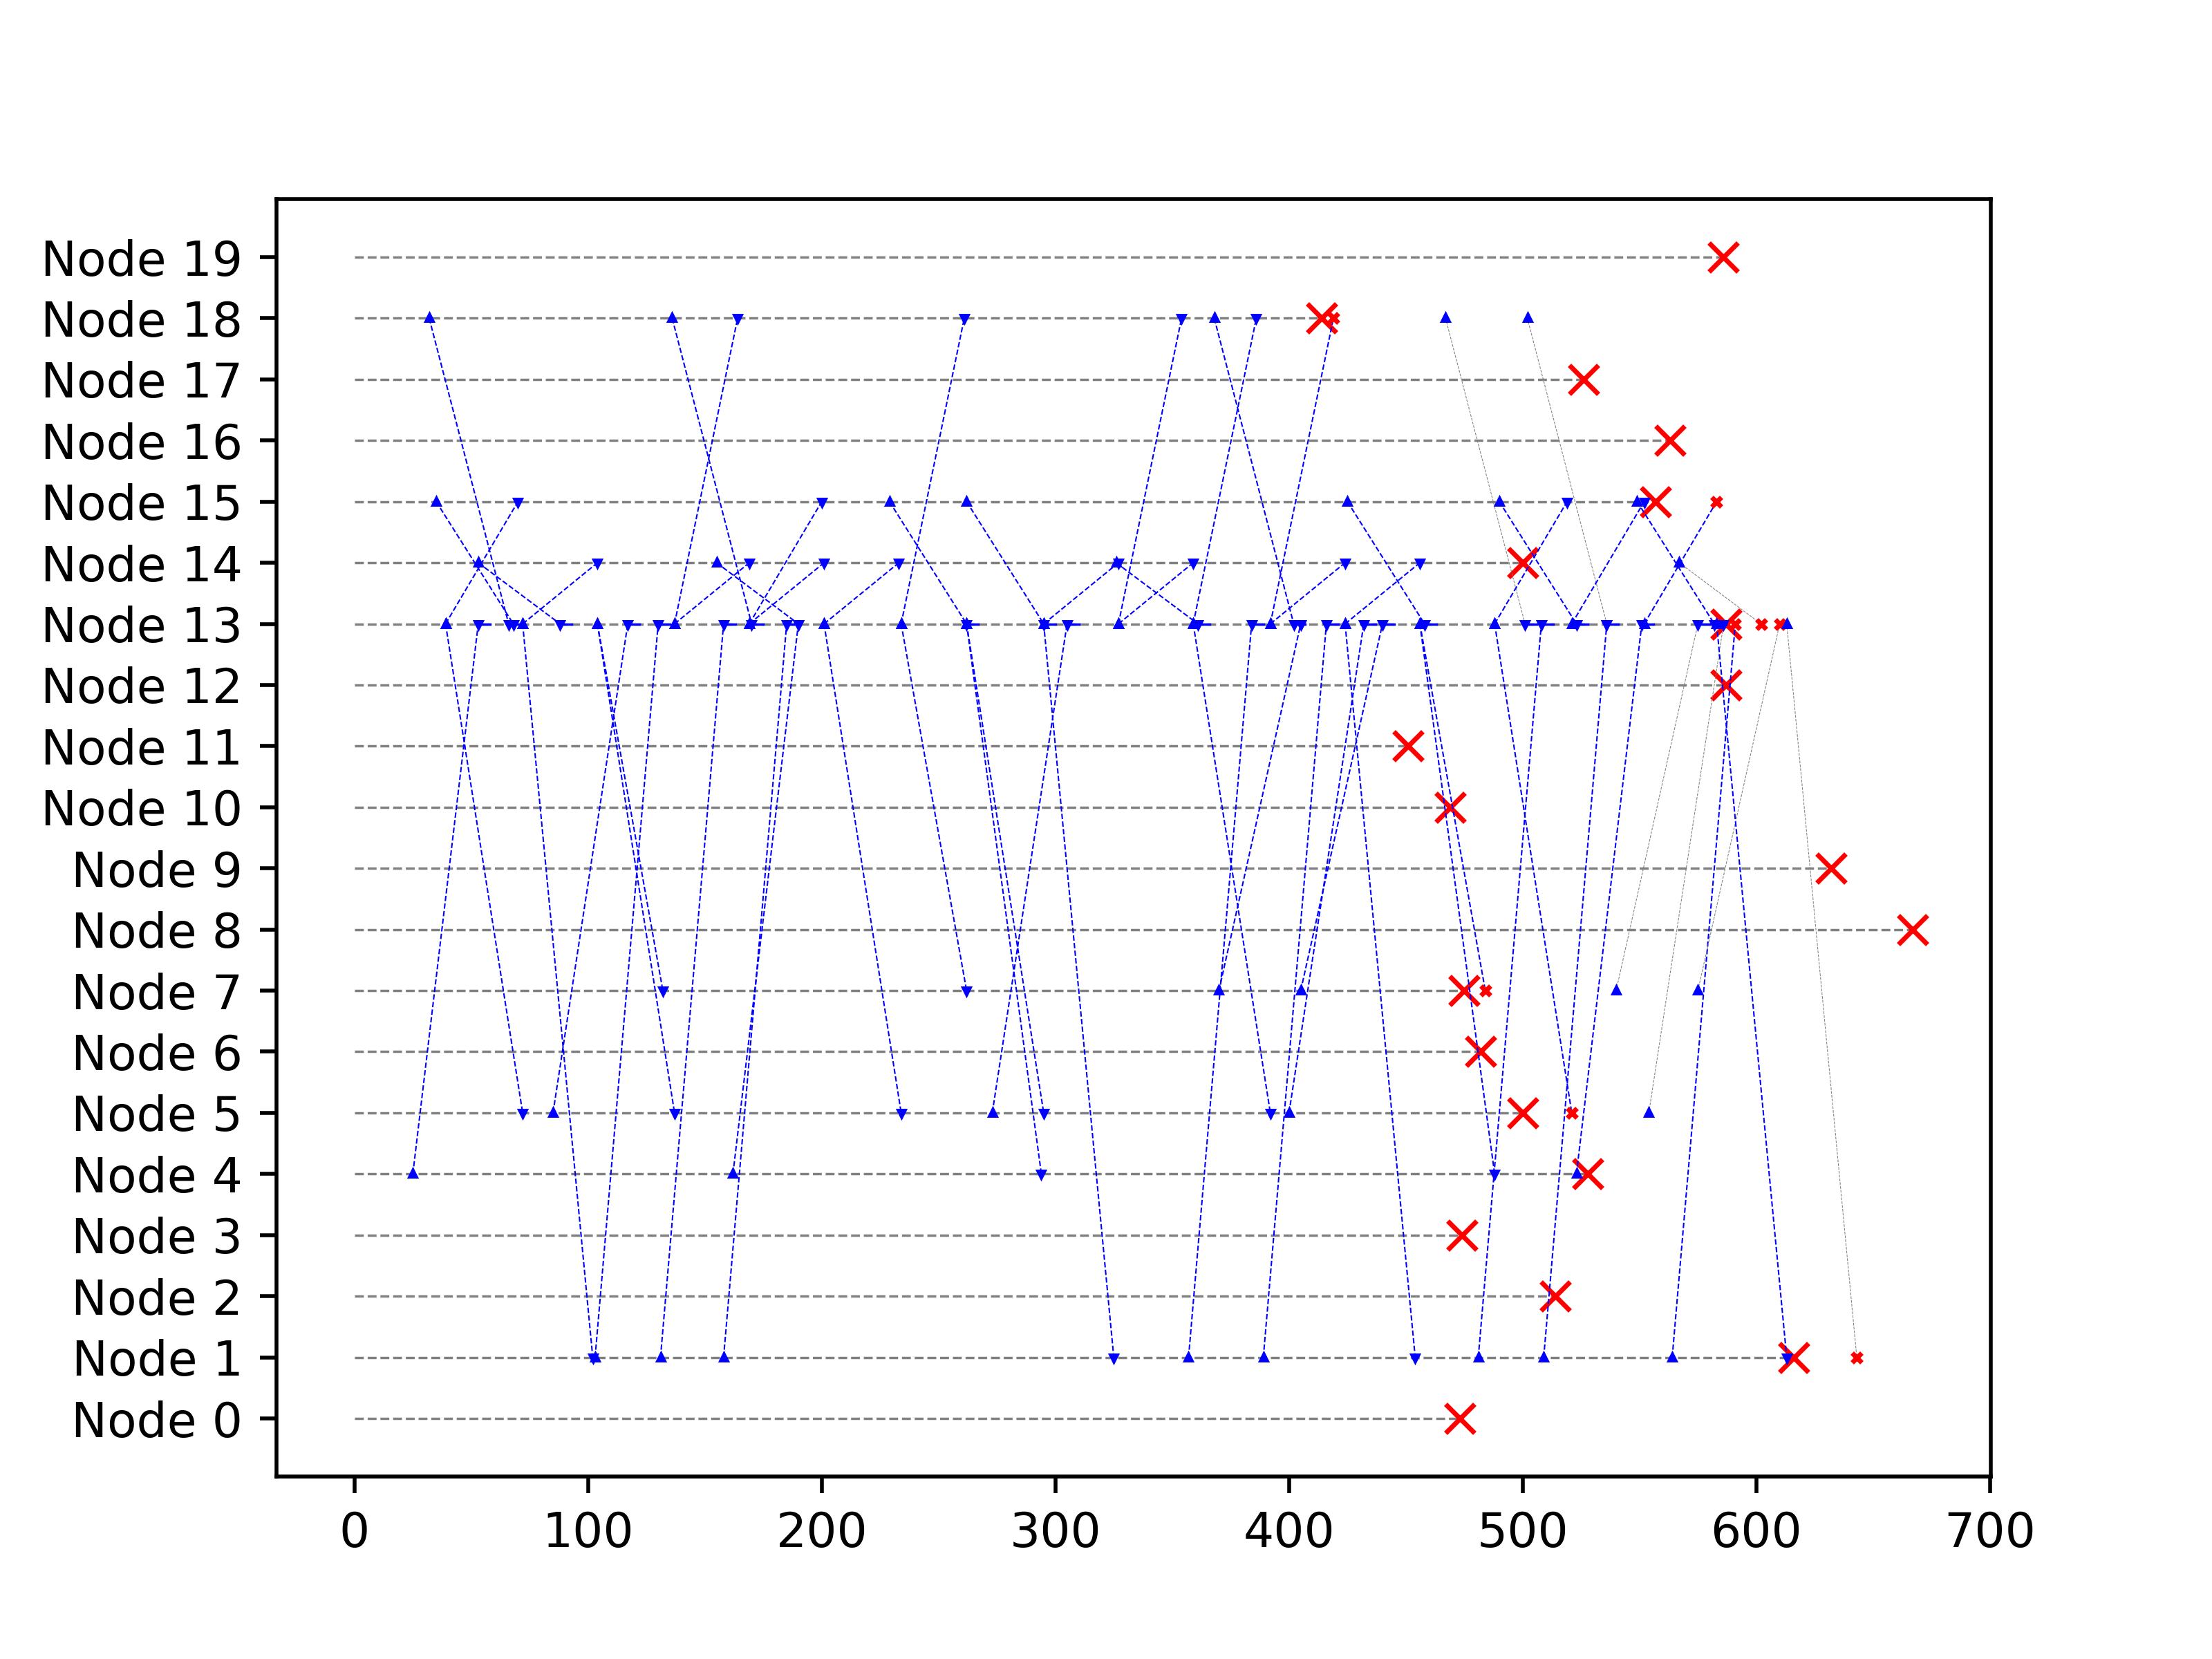 Node 19
Node 18
Node 17
Node 16
Node 15
Node 14
Node 13
Node 12
Node 11
Node 10
Node 9
Node 8
Node 7
Node 6
Node 5
Node 4
Node 3
Node 2
Node 1
Node 0
0 100 200 300 400 500 600 700